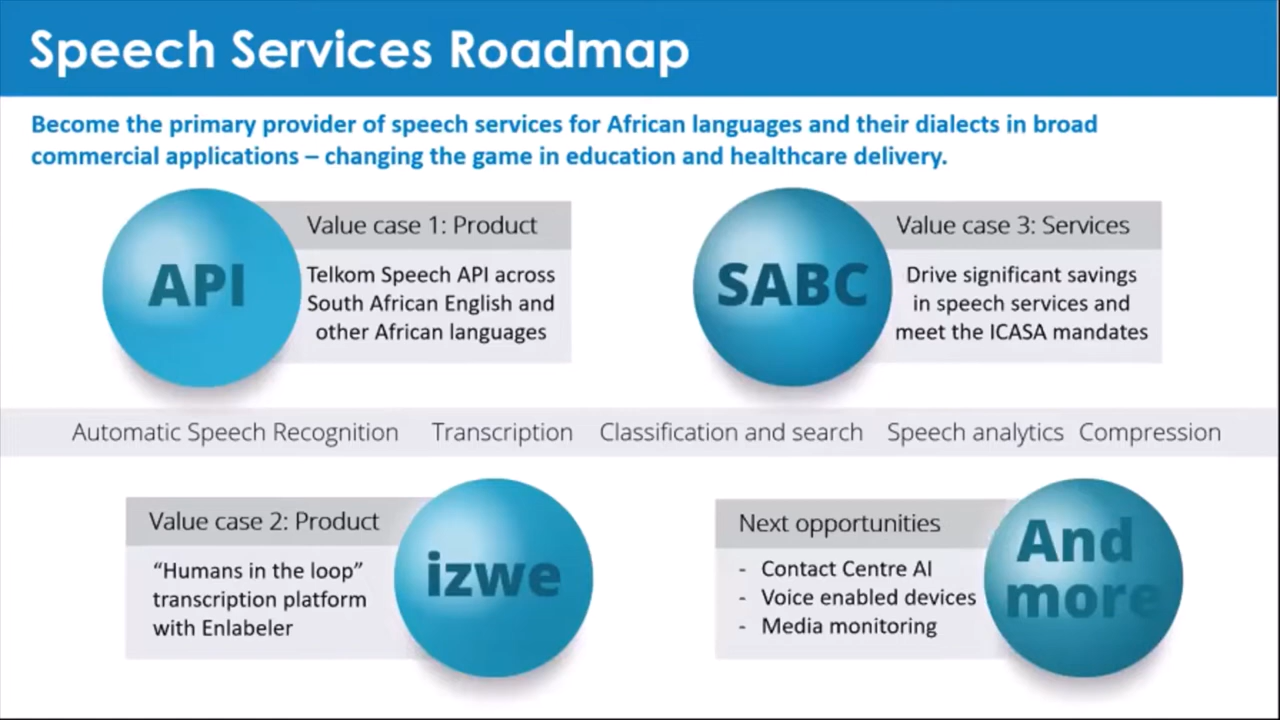 Speech Services Roadmap
Become the primary provider of speech services for African languages and their dialects in broad
commercial applications – changing the game in education and healthcare delivery.
API
Value case 1: Product
Telkom Speech API across
South African English and
other African languages
SABC
Value case 3: Services
Drive significant savings
in speech services and
meet the ICASA mandates
Automatic Speech Recognition Transcription Classification and search Speech analytics Compression
Value case 2: Product
“Humans in the loop”
transcription platform
with Enlabeler
izwe
Next opportunities
- Contact Centre AI
- Voice enabled devices
- Media monitoring
And
more